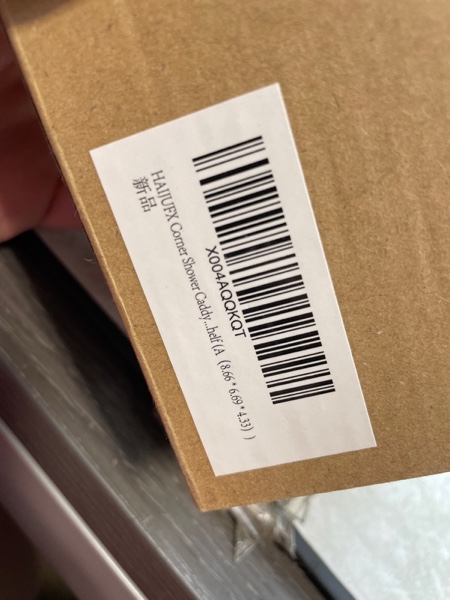 X004AQQKQT
HAIJUFX Corner Shower Caddy...helf (A（8.66*6.69*4.33）)
新品